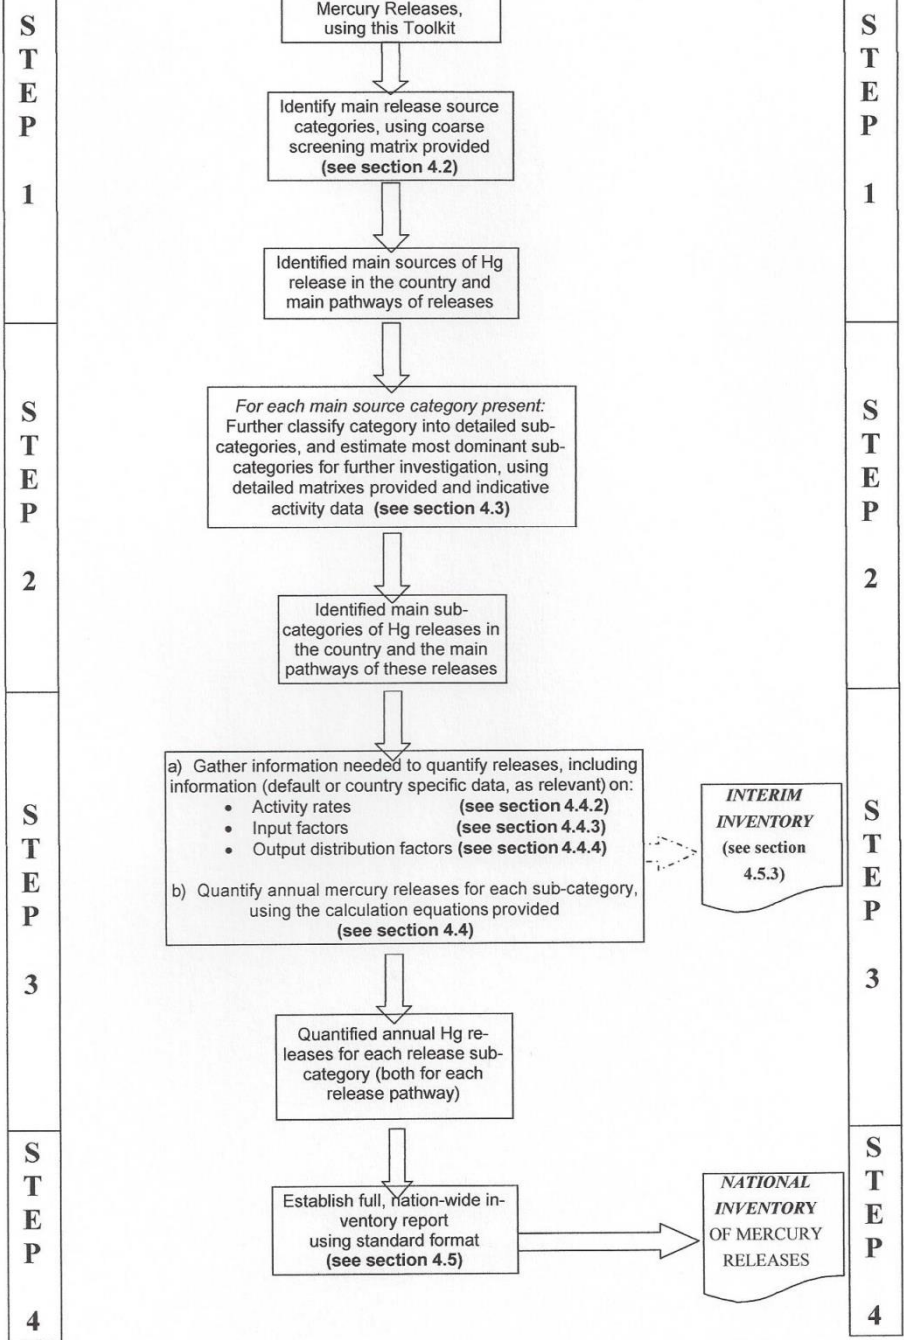 Mercury Releases,
using this Toolkit
S
T
E
P
1
S
T
E
P
1
Identify main release source
categories, using coarse
screening matrix provided
(see section 4.2)
Identified main sources of Hg
release in the country and
main pathways of releases
S
T
E
P
2
S
T
E
P
2
For each main source category present:
Further classify category into detailed sub-
categories, and estimate most dominant sub-
categories for further investigation, using
detailed matrixes provided and indicative
activity data (see section 4.3)
Identified main sub-
categories of Hg releases in
the country and the main
pathways of these releases
S
T
E
P
3
S
T
E
P
3
a) Gather information needed to quantify releases, including
information (default or country specific data, as relevant) on:
• Activity rates (see section 4.4.2)
• Input factors (see section 4.4.3)
• Output distribution factors (see section 4.4.4)
b) Quantify annual mercury releases for each sub-category,
using the calculation equations provided
(see section 4.4)
INTERIM
INVENTORY
(see section
4.5.3)
Quantified annual Hg re-
leases for each release sub-
category (both for each
release pathway)
S
T
E
P
4
S
T
E
P
4
Establish full, nation-wide in-
ventory report
using standard format
(see section 4.5)
NATIONAL
INVENTORY
OF MERCURY
RELEASES